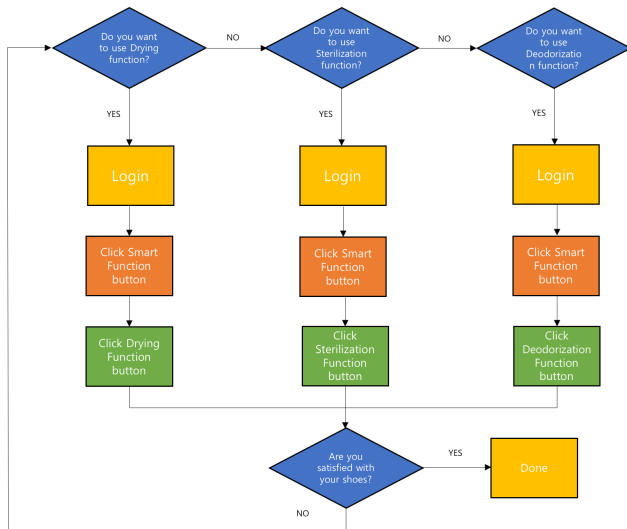 Do you want
to use Drying
function?
NO
Do you want
to use
Sterilization
function?
NO
Do you want
to use
Deodorizatio
n function?
YES
YES
YES
Login
Login
Login
Click Smart
Function
button
Click Smart
Function
button
Click Smart
Function
button
Click Drying
Function
button
Click
Sterilization
Function
button
Click
Deodorization
Function
button
Are you
satisfied with
your shoes?
YES
Done
NO